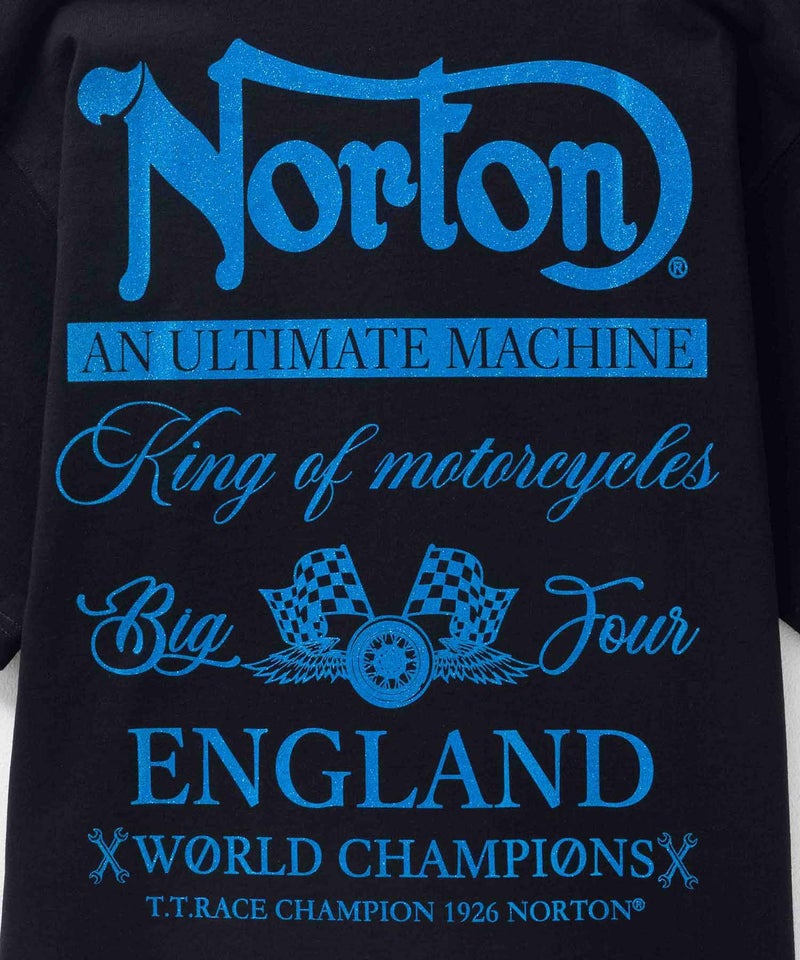 Norton®
AN ULTIMATE MACHINE
King of motorcycles
Big Four
ENGLAND
WØRLD CHAMPIØNS
T.T.RACE CHAMPION 1926 NORTON®